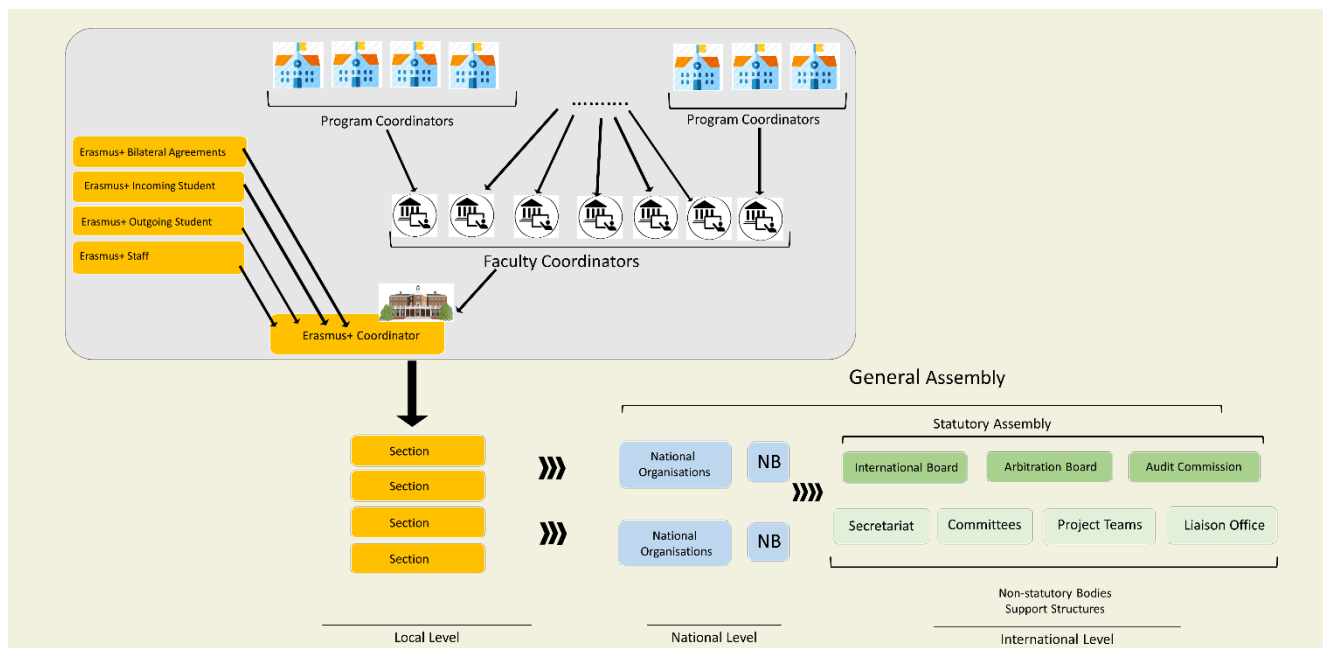 Program Coordinators
..........
Program Coordinators
Erasmus+ Bilateral Agreements
Erasmus+ Incoming Student
Erasmus+ Outgoing Student
Erasmus+ Staff
Faculty Coordinators
Erasmus+ Coordinator
General Assembly
Statutory Assembly
Section
Section
Section
Section
National
Organisations
NB
National
Organisations
NB
International Board
Arbitration Board
Audit Commission
Secretariat
Committees
Project Teams
Liaison Office
Non-statutory Bodies
Support Structures
Local Level
National Level
International Level